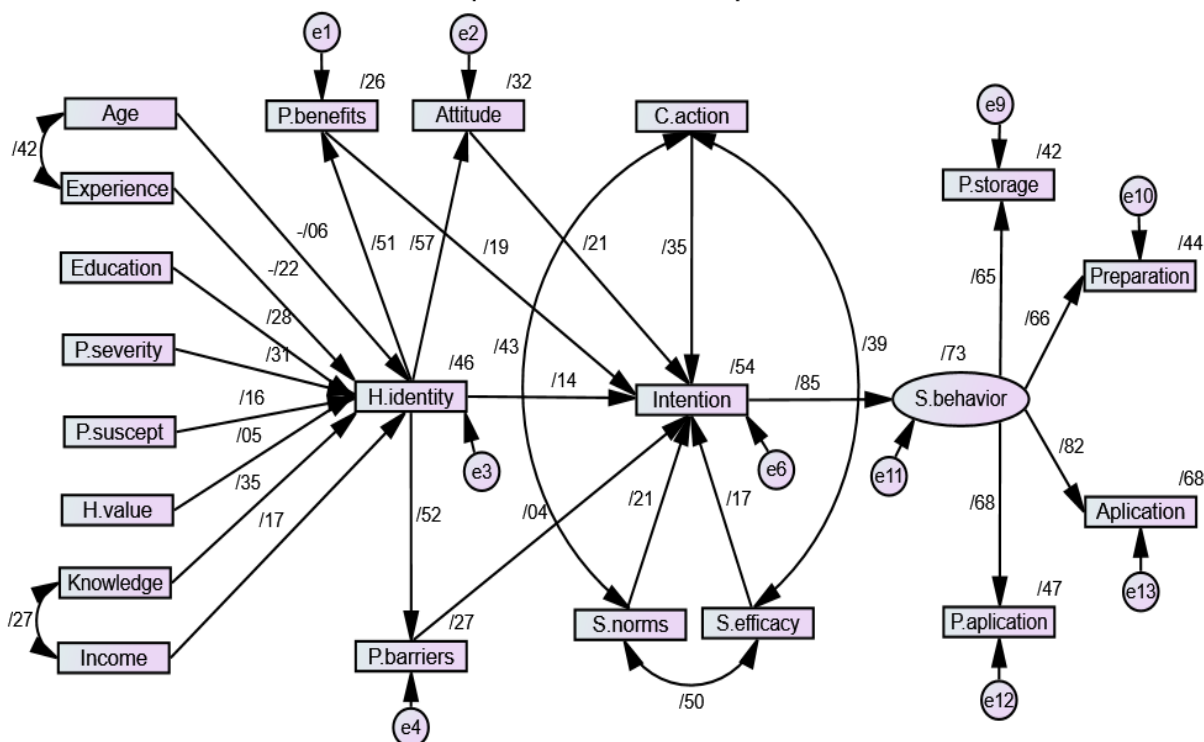 e1
e2
/26
/32
Age
P.benefits
Attitude
C.action
e9
/42
/42
Experience
P.storage
e10
/44
Education
-/06
/51
/57
/19
/21
/35
Preparation
-/22
/65
/28
/66
P.severity
/31
/46
/43
/54
/39
/73
H.identity
/14
Intention
/85
S.behavior
/16
P.suscept
/05
e3
e6
e11
/82
/68
H.value
/35
/17
/52
/04
/21
/17
/68
Aplication
Knowledge
e13
/27
/27
/47
S.norms
S.efficacy
P.aplication
Income
P.barriers
/50
e12
e4